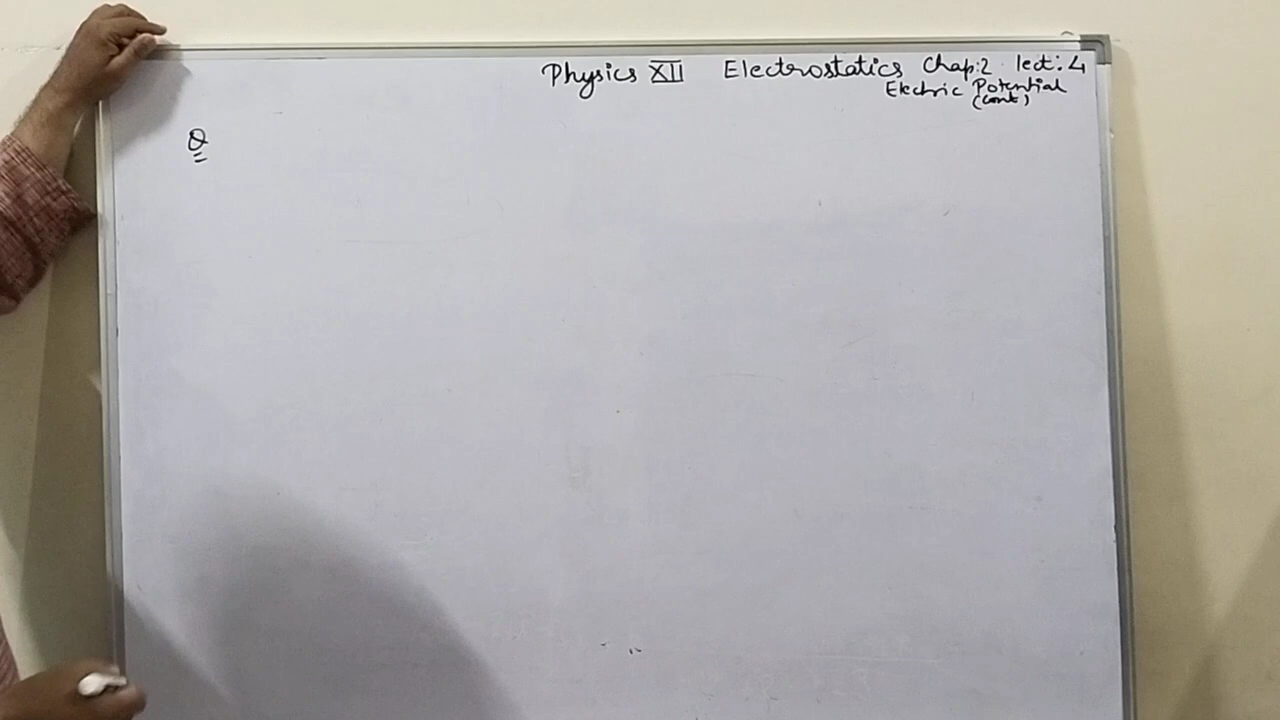 Physics XII Electrostatics Chap:2 lect:4
Electric Potential
(cont)
Q